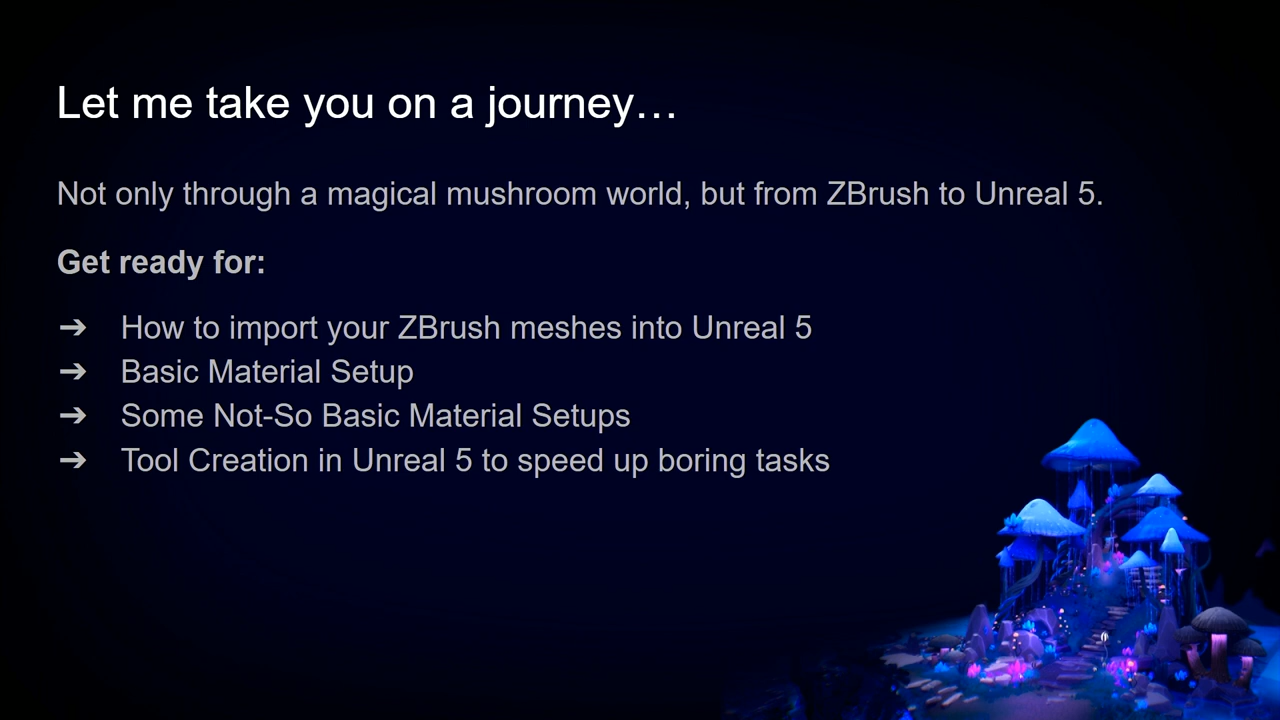 Let me take you on a journey…
Not only through a magical mushroom world, but from ZBrush to Unreal 5.
Get ready for:
➔ How to import your ZBrush meshes into Unreal 5
➔ Basic Material Setup
➔ Some Not-So Basic Material Setups
➔ Tool Creation in Unreal 5 to speed up boring tasks